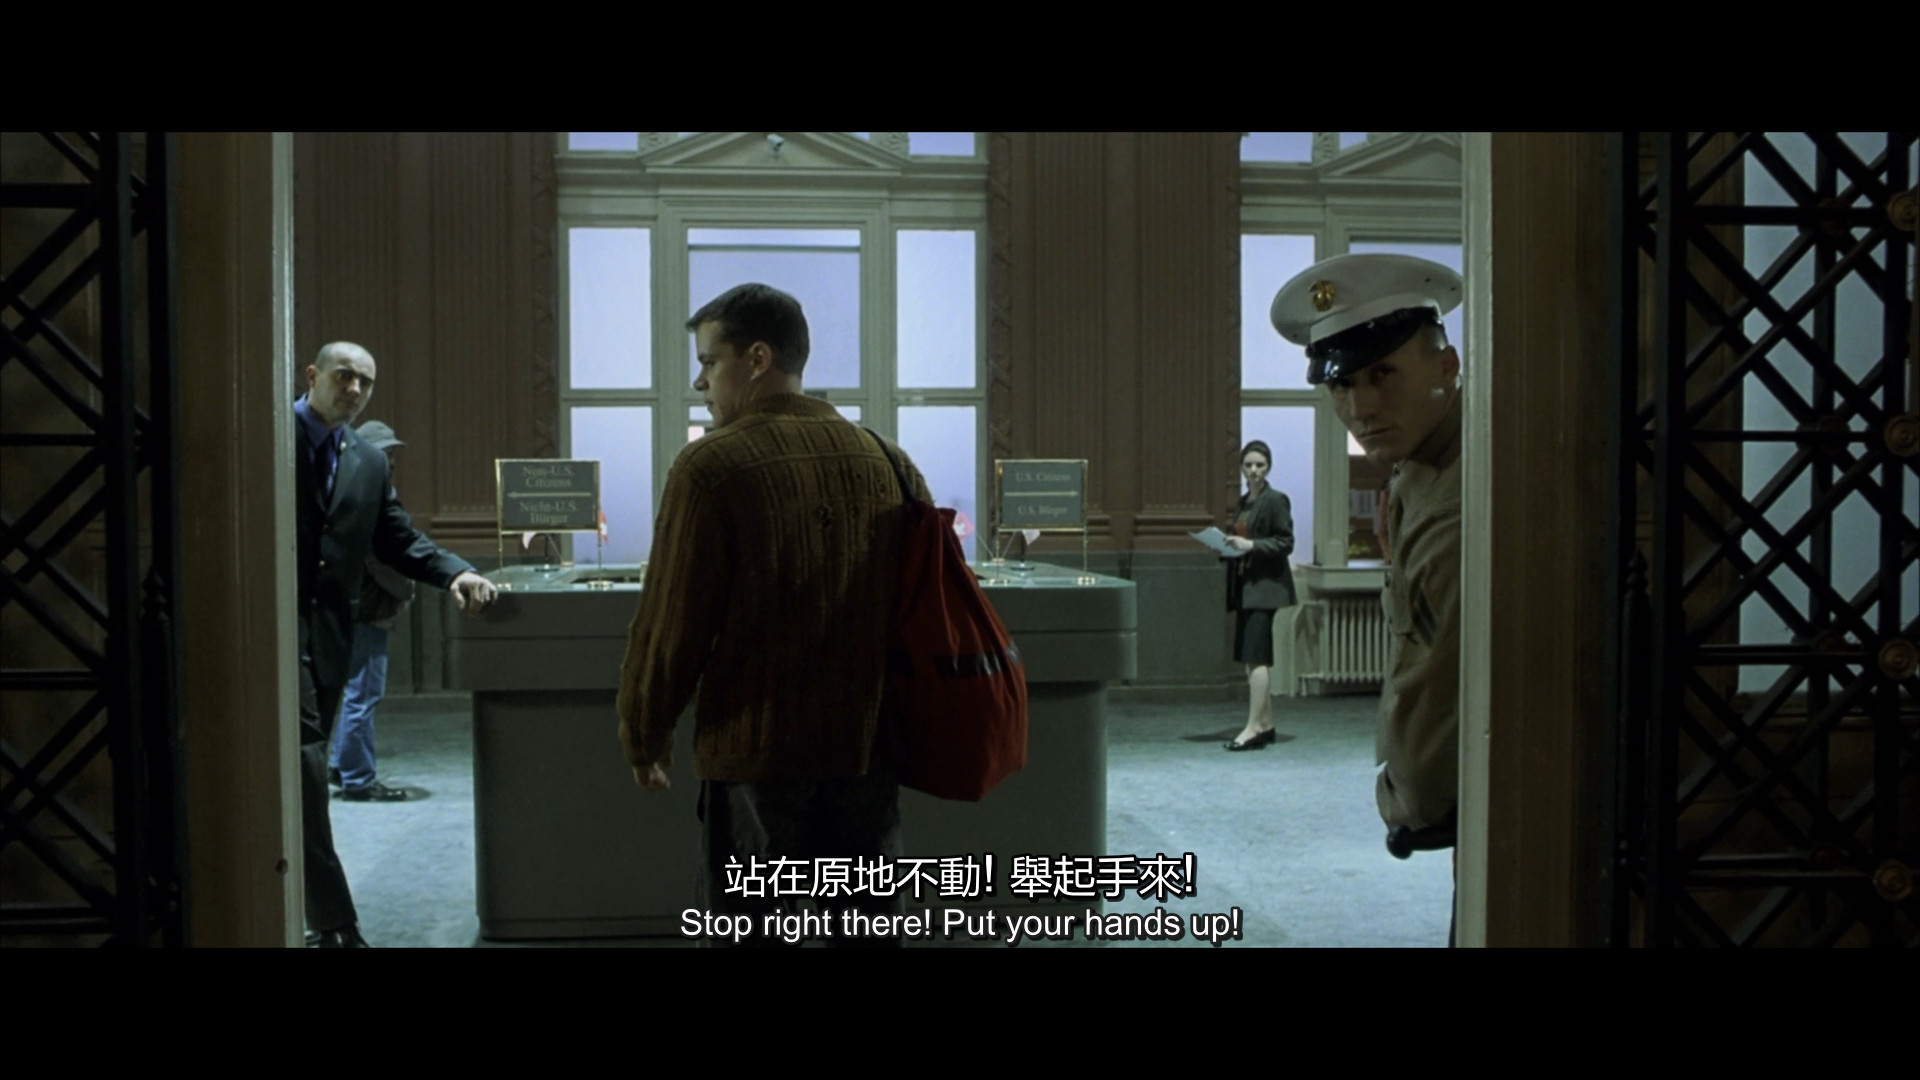 Non-U.S.
Citizens
Nicht-U.S.
Bürger
U.S. Citizens
U.S. Bürger
站在原地不動! 舉起手來!
Stop right there! Put your hands up!